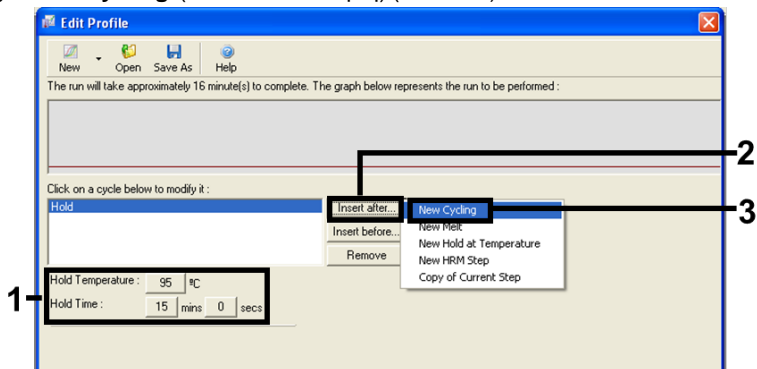 Edit Profile
New Open Save As Help
The run will take approximately 16 minute(s) to complete. The graph below represents the run to be performed :
2
Click on a cycle below to modify it :
Hold
Insert after...
New Cycling
3
Insert before...
New Melt
Remove
New Hold at Temperature
New HRM Step
Copy of Current Step
1
Hold Temperature : 95 ºC
Hold Time : 15 mins 0 secs